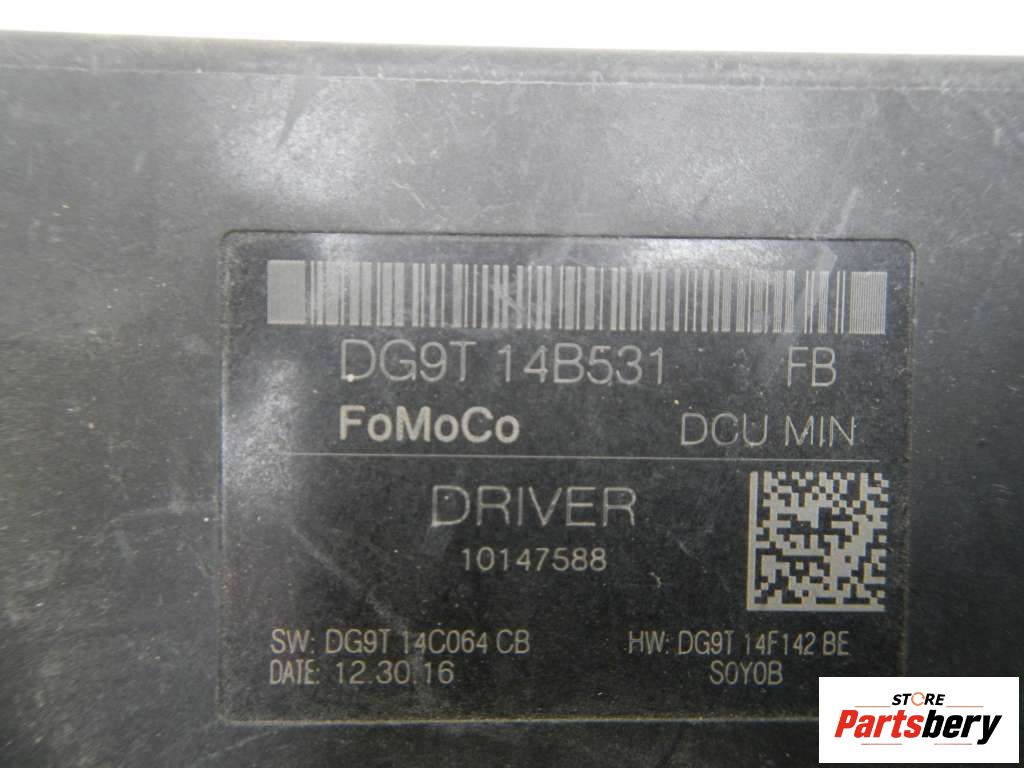 DG9T 14B531 FB
FoMoCo DCU MIN
DRIVER
10147588
SW: DG9T 14C064 CB HW: DG9T 14F142 BE
DATE: 12.30.16 S0Y0B
STORE
Partsbery